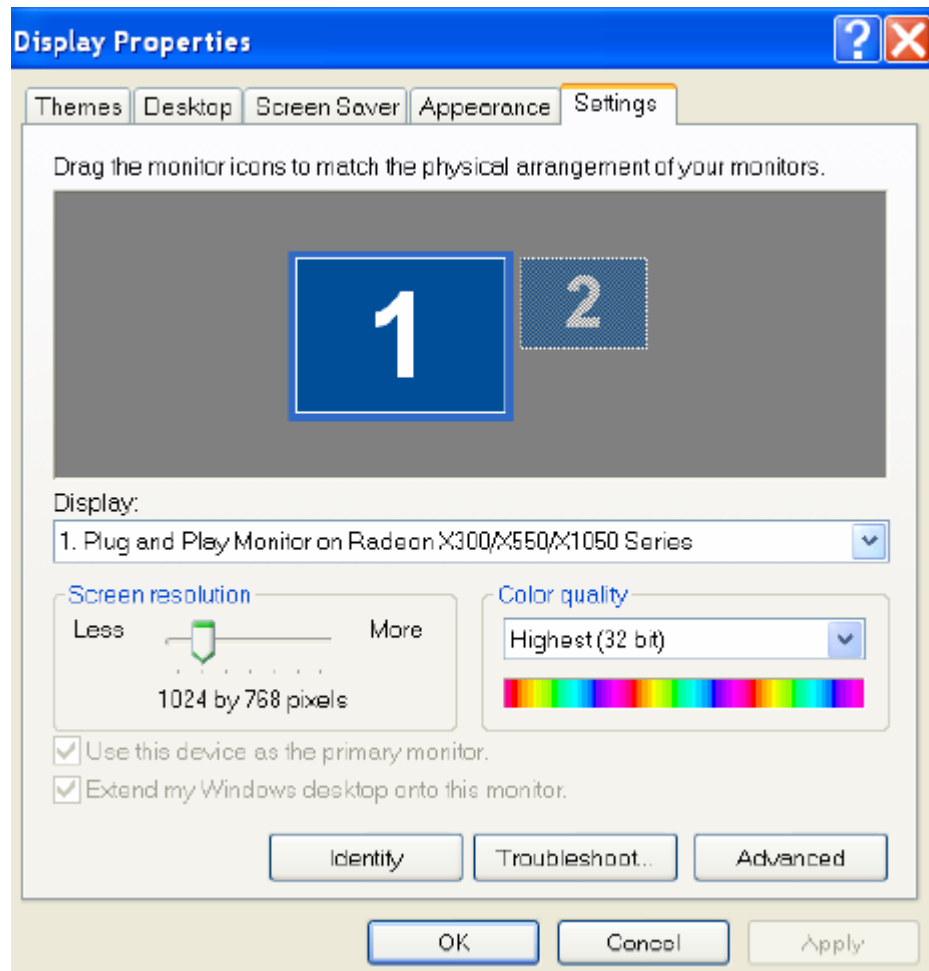 Display Properties
Themes Desktop Screen Saver Appearance Settings
Drag the monitor icons to match the physical arrangement of your monitors.
1 2
Display:
1. Plug and Play Monitor on Radeon X300/X550/X1050 Series
Screen resolution
Less More
1024 by 768 pixels
Color quality
Highest (32 bit)
Use this device as the primary monitor.
Extend my Windows desktop onto this monitor.
Identify Troubleshoot... Advanced
OK Cancel Apply